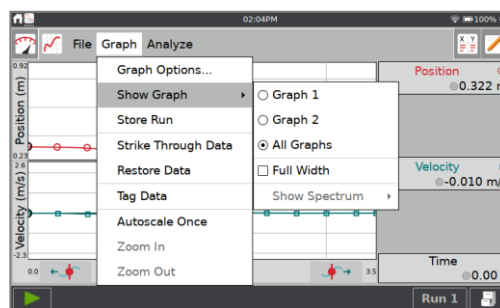 02:04PM 100%
File Graph Analyze X Y
0.92 Graph Options... Position
Show Graph Graph 1 0.322 m
Position (m) Store Run Graph 2
Strike Through Data All Graphs
0.23
2.6 Restore Data Full Width Velocity
Velocity (m/s) Tag Data Show Spectrum -0.010 m/
Autoscale Once
-2.3 Zoom In Time
0.0 Zoom Out 3.5 0.00
Run 1